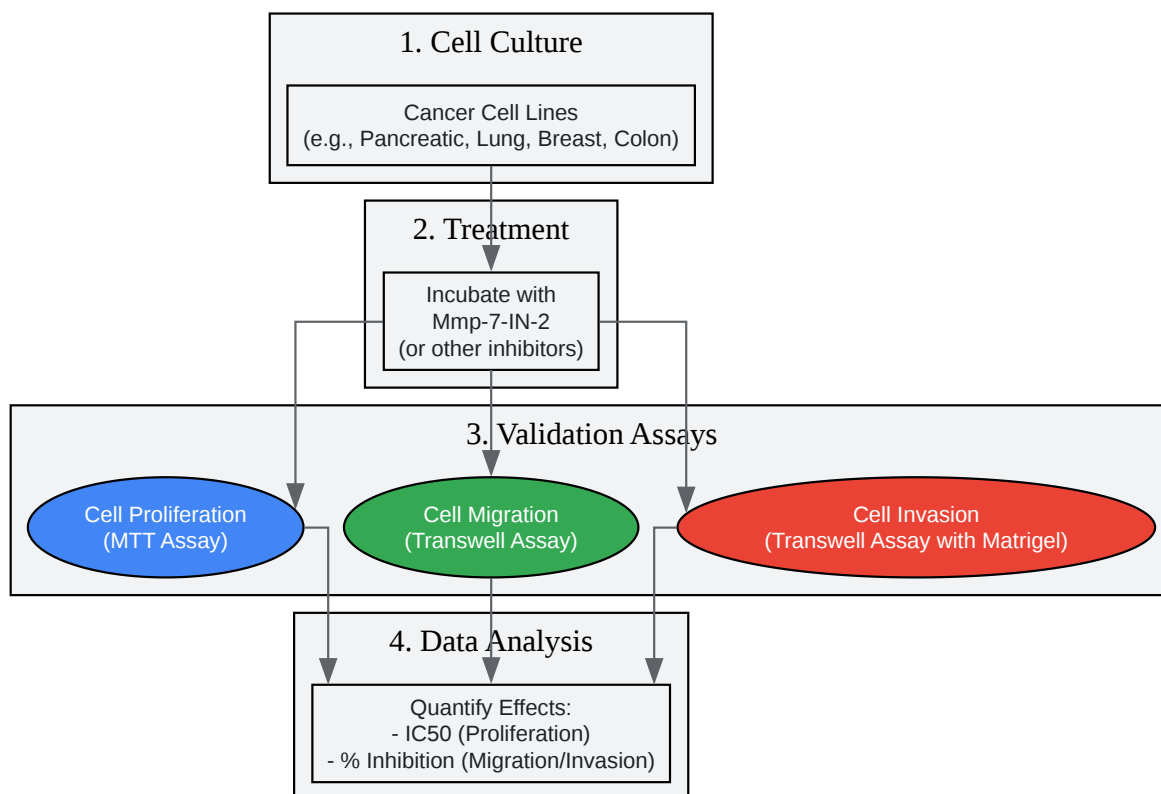 1. Cell Culture
Cancer Cell Lines
(e.g., Pancreatic, Lung, Breast, Colon)
2. Treatment
Incubate with
Mmp-7-IN-2
(or other inhibitors)
3. Validation Assays
Cell Proliferation
(MTT Assay)
Cell Migration
(Transwell Assay)
Cell Invasion
(Transwell Assay with Matrigel)
4. Data Analysis
Quantify Effects:
- IC50 (Proliferation)
- % Inhibition (Migration/Invasion)